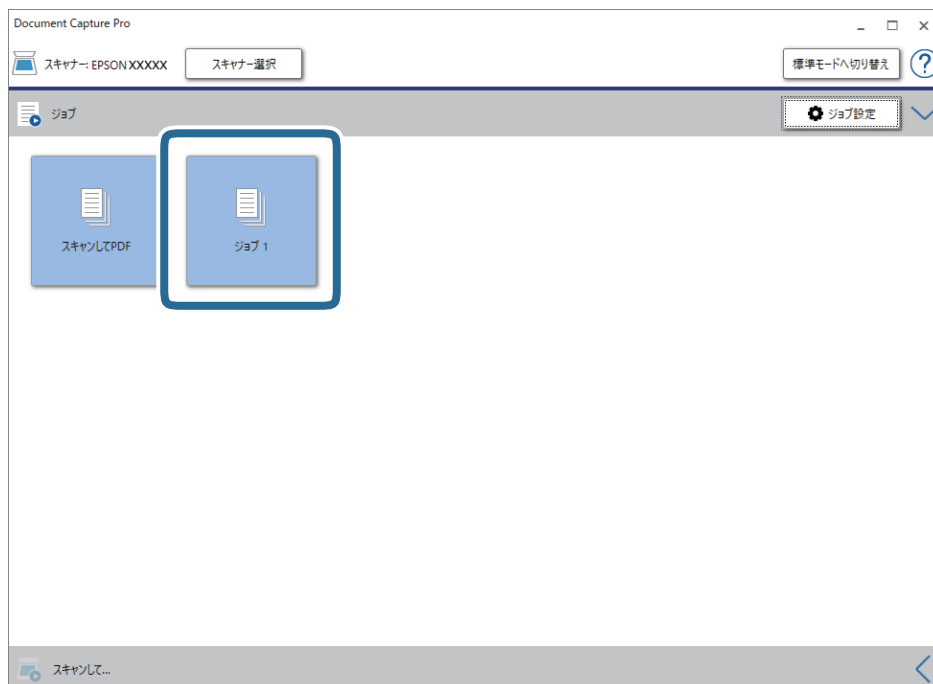 Document Capture Pro
スキャナー: EPSON XXXXX
スキャナー選択
標準モードへ切り替え
?
ジョブ
ジョブ設定
スキャンしてPDF
ジョブ 1
スキャンして...